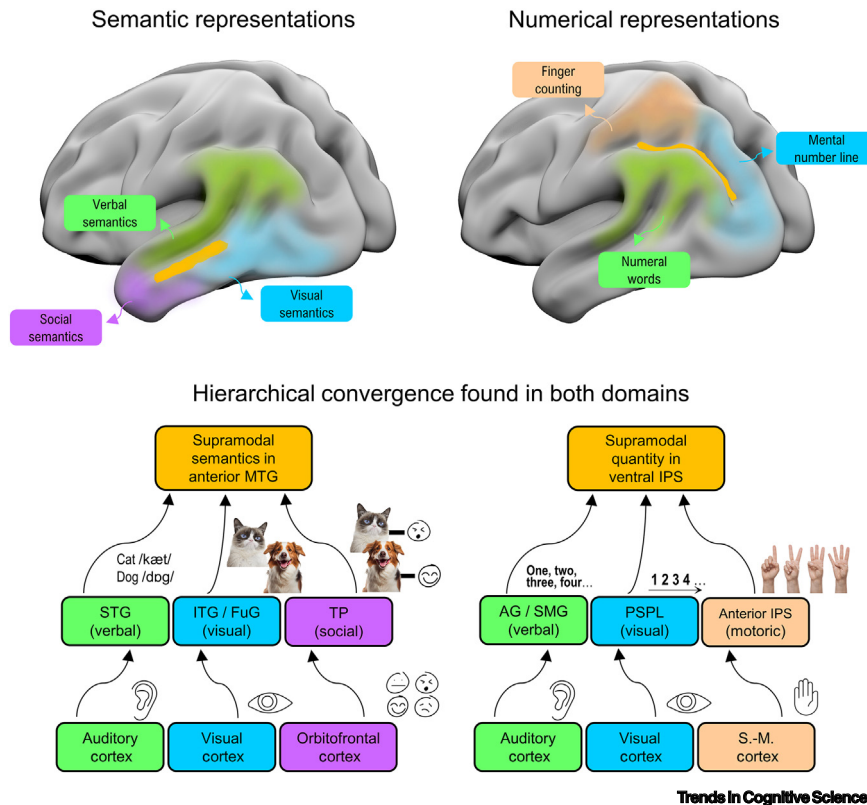 Semantic representations
Numerical representations
Verbal
semantics
Social
semantics
Visual
semantics
Finger
counting
Mental
number line
Numeral
words
Hierarchical convergence found in both domains
Supramodal
semantics in
anterior MTG
Cat /kæt/
Dog /dɒg/
STG
(verbal)
ITG / FuG
(visual)
TP
(social)
Auditory
cortex
Visual
cortex
Orbitofrontal
cortex
Supramodal
quantity in
ventral IPS
One, two,
three, four...
1 2 3 4 ...
AG / SMG
(verbal)
PSPL
(visual)
Anterior IPS
(motoric)
Auditory
cortex
Visual
cortex
S.-M.
cortex
Trends in Cognitive Science